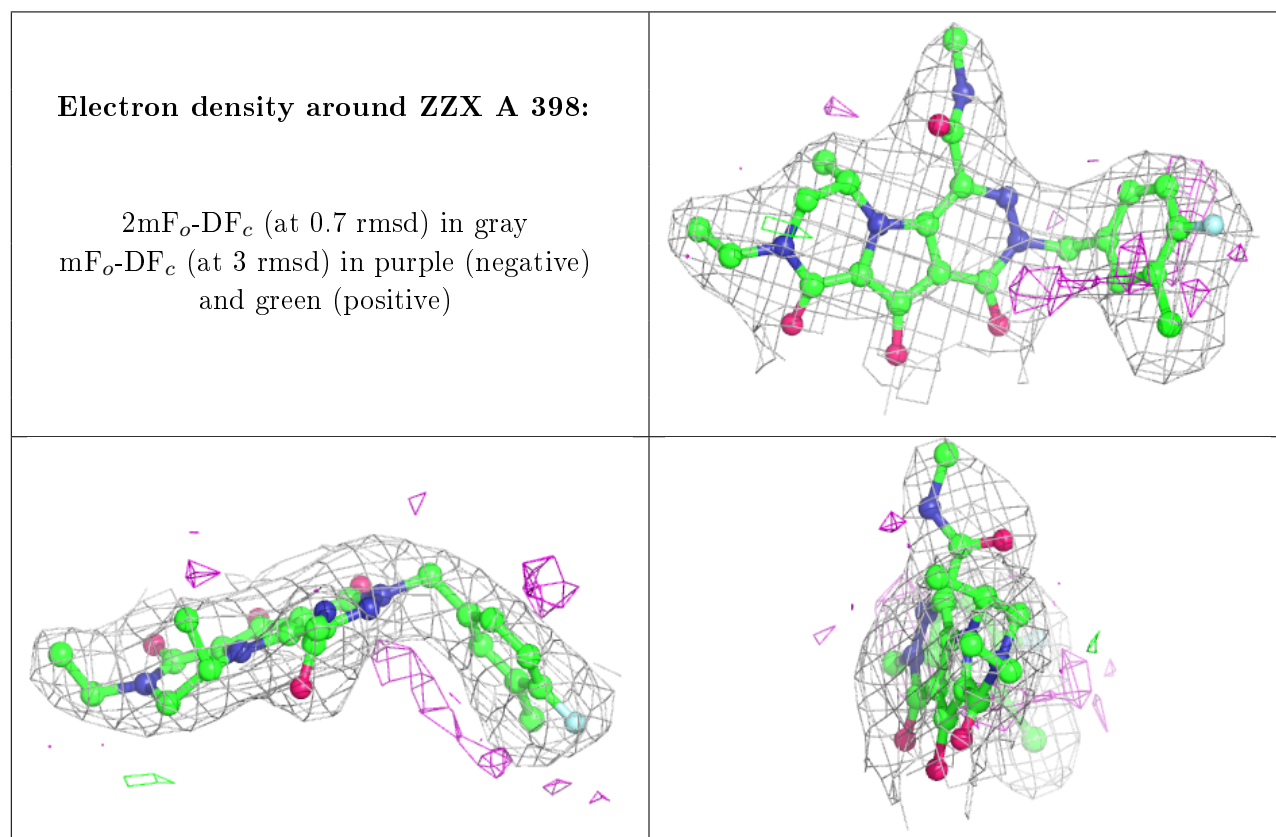 Electron density around ZZX A 398:
2mFo-DFc (at 0.7 rmsd) in gray
mFo-DFc (at 3 rmsd) in purple (negative)
and green (positive)